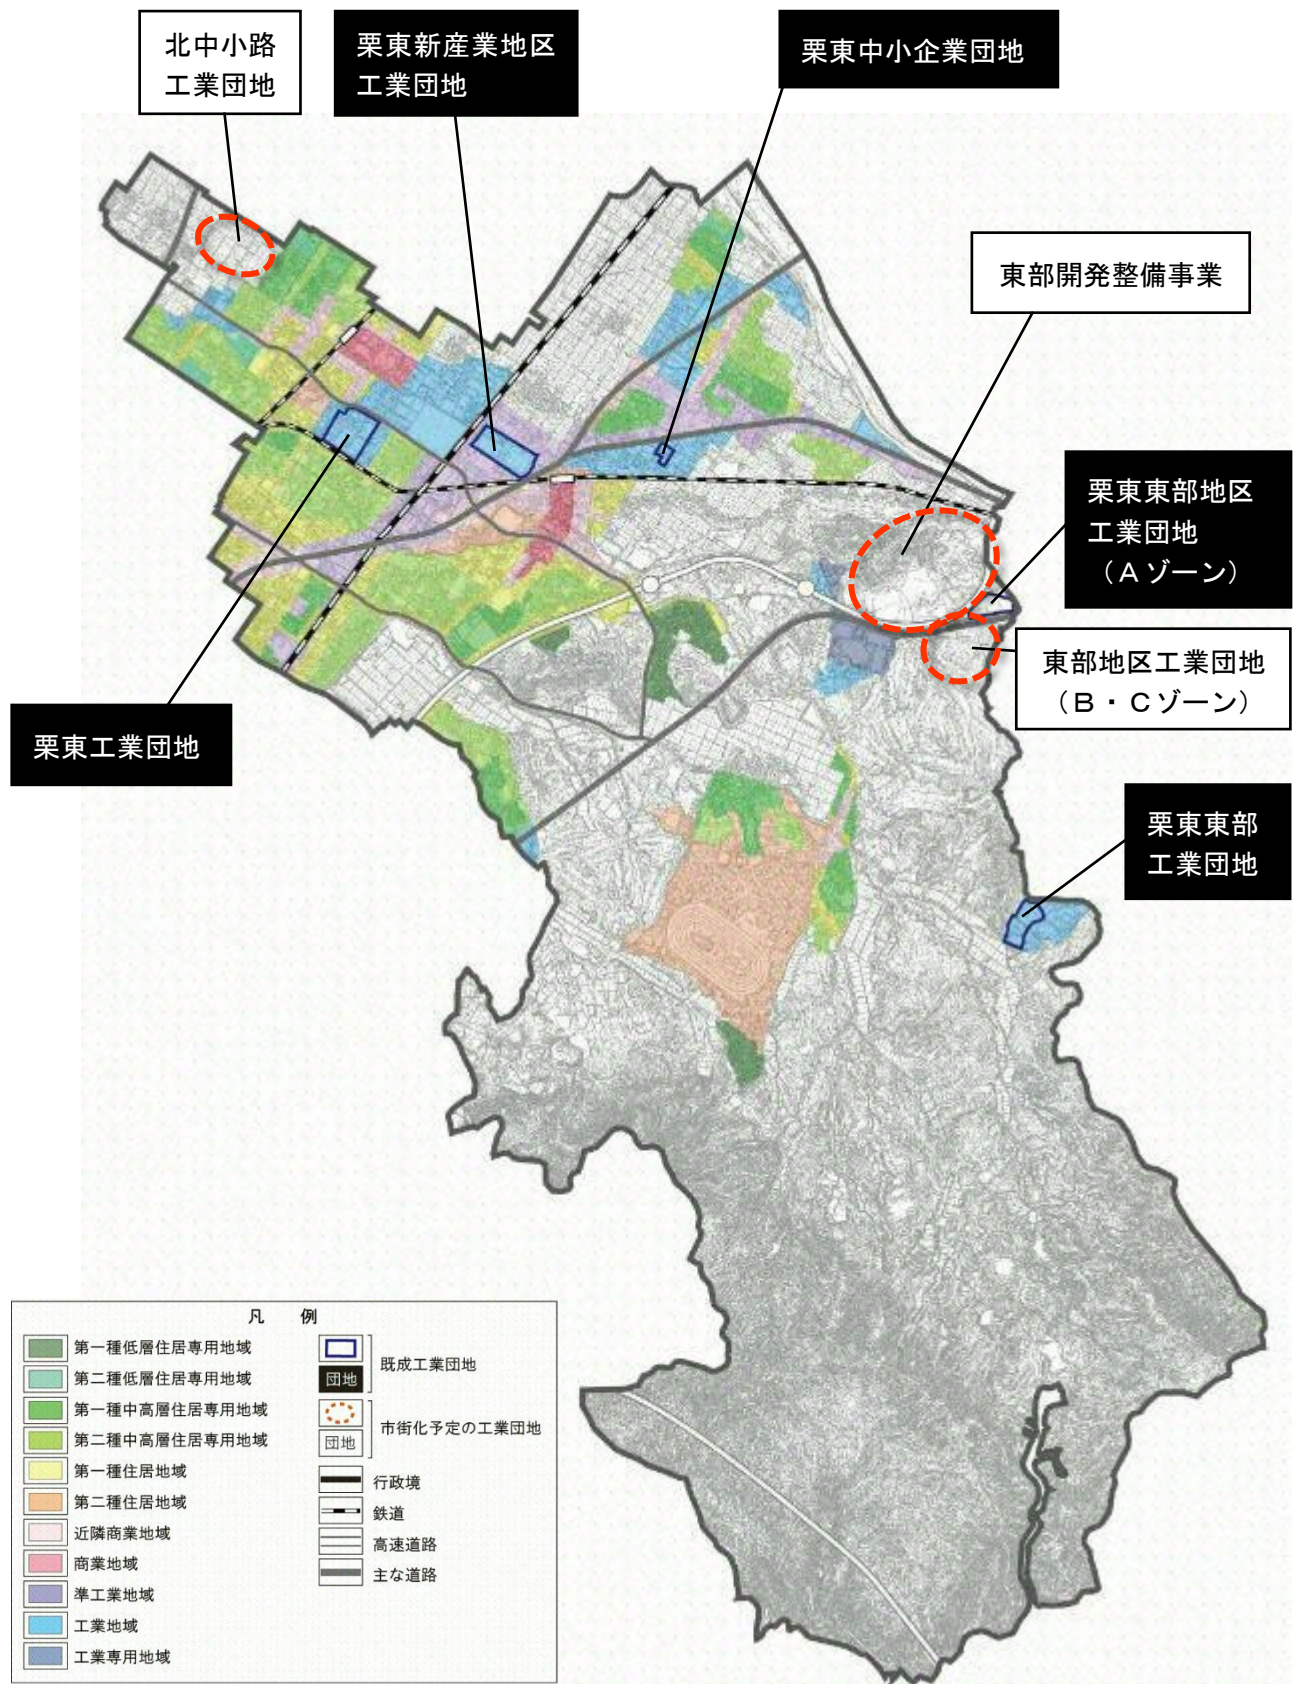 北中小路
工業団地
栗東新産業地区
工業団地
栗東中小企業団地
東部開発整備事業
栗東東部地区
工業団地
（Ａゾーン）
東部地区工業団地
（Ｂ・Ｃゾーン）
栗東工業団地
栗東東部
工業団地
凡　例
第一種低層住居専用地域
第二種低層住居専用地域
第一種中高層住居専用地域
第二種中高層住居専用地域
第一種住居地域
第二種住居地域
近隣商業地域
商業地域
準工業地域
工業地域
工業専用地域
団地
既成工業団地
団地
市街化予定の工業団地
行政境
鉄道
高速道路
主な道路